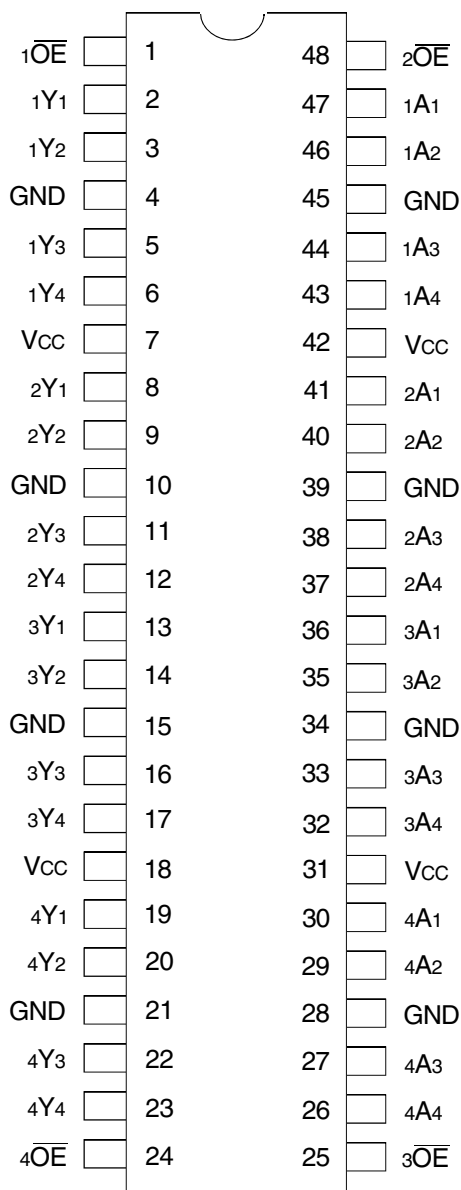 1O̅E̅ 1 48 2O̅E̅
1Y1 2 47 1A1
1Y2 3 46 1A2
GND 4 45 GND
1Y3 5 44 1A3
1Y4 6 43 1A4
VCC 7 42 VCC
2Y1 8 41 2A1
2Y2 9 40 2A2
GND 10 39 GND
2Y3 11 38 2A3
2Y4 12 37 2A4
3Y1 13 36 3A1
3Y2 14 35 3A2
GND 15 34 GND
3Y3 16 33 3A3
3Y4 17 32 3A4
VCC 18 31 VCC
4Y1 19 30 4A1
4Y2 20 29 4A2
GND 21 28 GND
4Y3 22 27 4A3
4Y4 23 26 4A4
4O̅E̅ 24 25 3O̅E̅